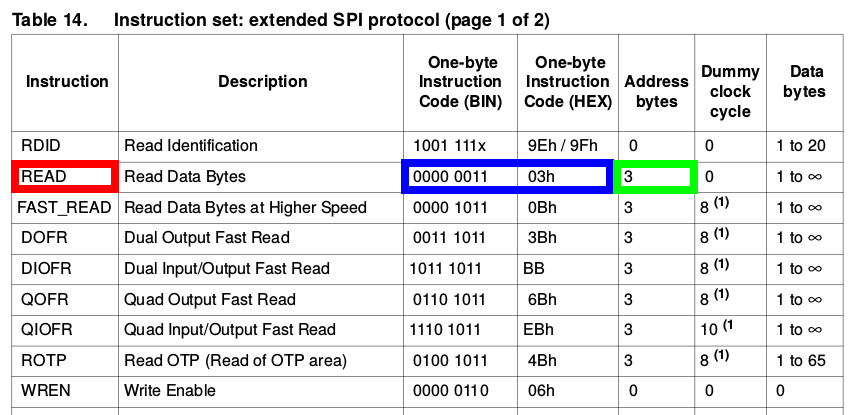 Table 14. Instruction set: extended SPI protocol (page 1 of 2)
Instruction Description One-byte Instruction Code (BIN) One-byte Instruction Code (HEX) Address bytes Dummy clock cycle Data bytes
RDID Read Identification 1001 111x 9Eh / 9Fh 0 0 1 to 20
READ Read Data Bytes 0000 0011 03h 3 0 1 to ∞
FAST_READ Read Data Bytes at Higher Speed 0000 1011 0Bh 3 8 (1) 1 to ∞
DOFR Dual Output Fast Read 0011 1011 3Bh 3 8 (1) 1 to ∞
DIOFR Dual Input/Output Fast Read 1011 1011 BB 3 8 (1) 1 to ∞
QOFR Quad Output Fast Read 0110 1011 6Bh 3 8 (1) 1 to ∞
QIOFR Quad Input/Output Fast Read 1110 1011 EBh 3 10 (1 1 to ∞
ROTP Read OTP (Read of OTP area) 0100 1011 4Bh 3 8 (1) 1 to 65
WREN Write Enable 0000 0110 06h 0 0 0